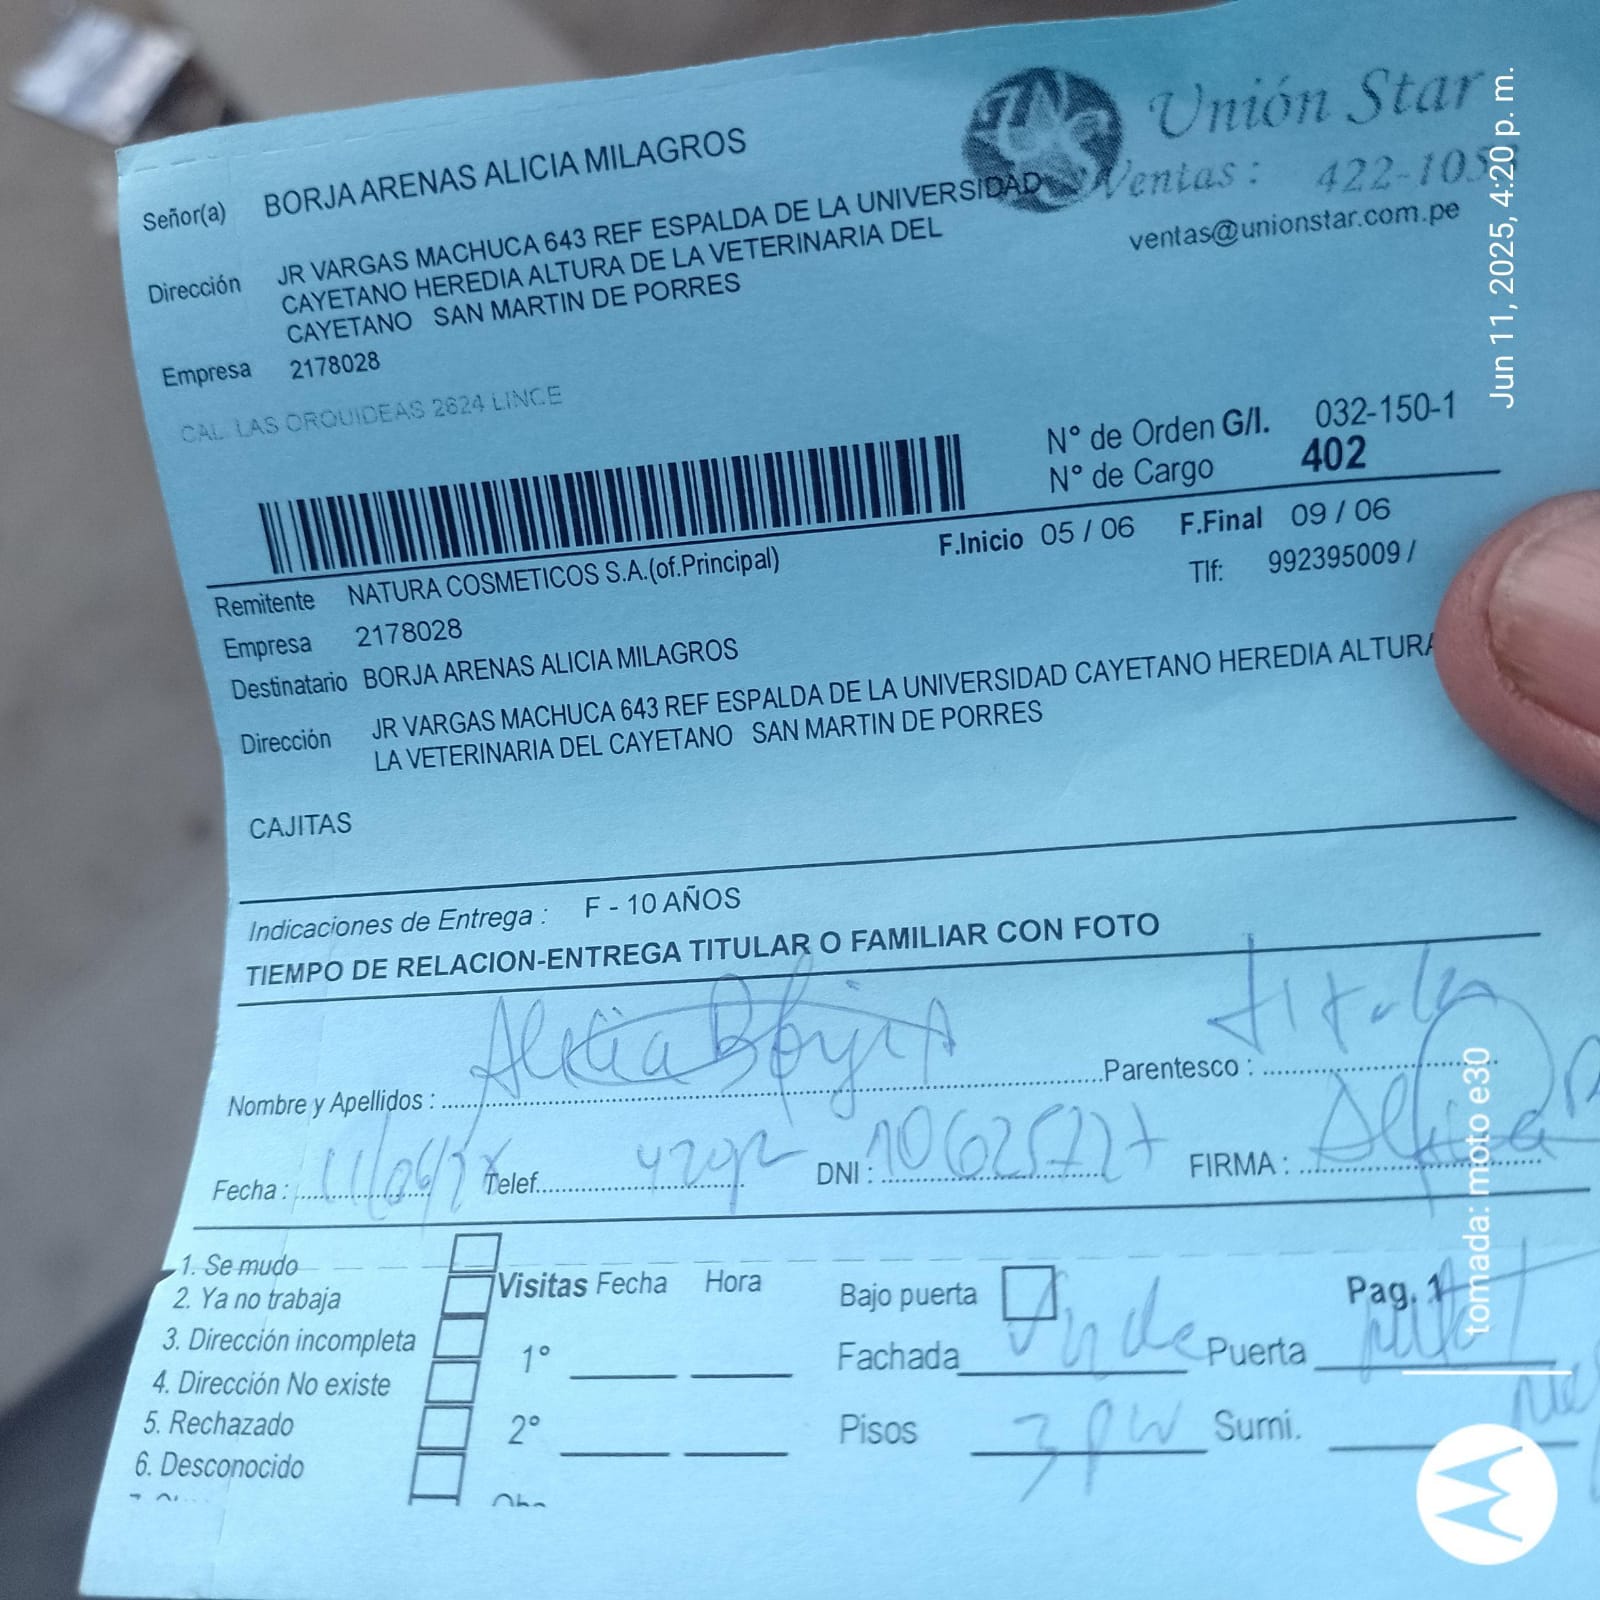 Unión Star
Ventas : 422-105
ventas@unionstar.com.pe
Señor(a) BORJA ARENAS ALICIA MILAGROS
Dirección JR VARGAS MACHUCA 643 REF ESPALDA DE LA UNIVERSIDAD
CAYETANO HEREDIA ALTURA DE LA VETERINARIA DEL
CAYETANO SAN MARTIN DE PORRES
Empresa 2178028
CAL. LAS ORQUIDEAS 2624 LINCE
N° de Orden G/I. 032-150-1
N° de Cargo 402
F.Inicio 05 / 06 F.Final 09 / 06
Tlf: 992395009 /
Remitente NATURA COSMETICOS S.A.(of.Principal)
Empresa 2178028
Destinatario BORJA ARENAS ALICIA MILAGROS
Dirección JR VARGAS MACHUCA 643 REF ESPALDA DE LA UNIVERSIDAD CAYETANO HEREDIA ALTURA
LA VETERINARIA DEL CAYETANO SAN MARTIN DE PORRES
CAJITAS
Indicaciones de Entrega : F - 10 AÑOS
TIEMPO DE RELACION-ENTREGA TITULAR O FAMILIAR CON FOTO
Nombre y Apellidos : Alicia Borja A Parentesco : titular
Fecha : Telef. DNI : FIRMA :
1. Se mudo
2. Ya no trabaja
3. Dirección incompleta
4. Dirección No existe
5. Rechazado
6. Desconocido
Visitas Fecha Hora
1°
2°
Bajo puerta Pag. 1
Fachada Puerta
Pisos 3 Sumi.
Jun 11, 2025, 4:20 p. m.
tomada: moto e30